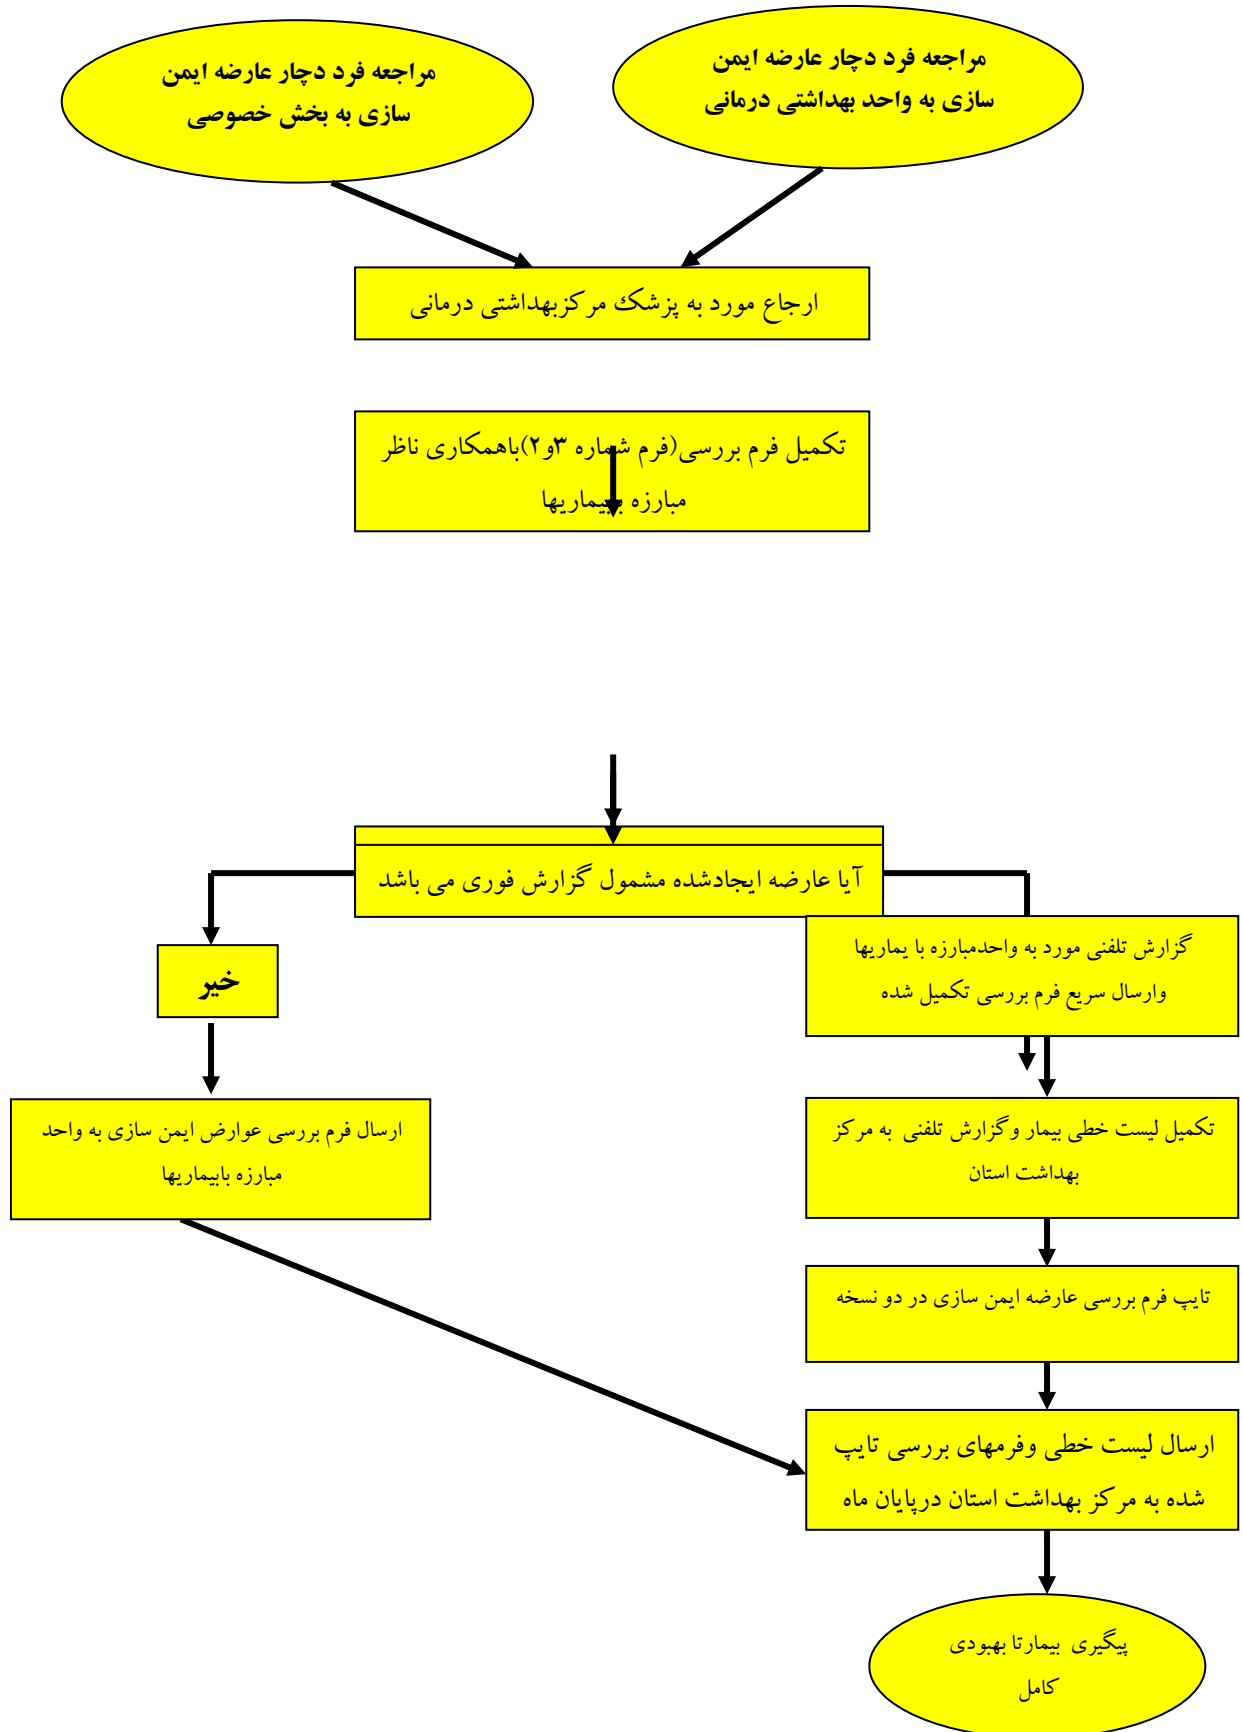 مراجعه فرد دچار عارضه ایمن
سازی به واحد بهداشتی درمانی
مراجعه فرد دچار عارضه ایمن
سازی به بخش خصوصی
ارجاع مورد به پزشک مرکزبهداشتی درمانی
تکمیل فرم بررسی(فرم شماره ۳و۲)باهمکاری ناظر
مبارزه بابیماریها
آیا عارضه ایجادشده مشمول گزارش فوری می باشد
گزارش تلفنی مورد به واحدمبارزه با یماریها
وارسال سریع فرم بررسی تکمیل شده
خیر
تکمیل لیست خطی بیمار وگزارش تلفنی به مرکز
بهداشت استان
ارسال فرم بررسی عوارض ایمن سازی به واحد
مبارزه بابیماریها
تایپ فرم بررسی عارضه ایمن سازی در دو نسخه
ارسال لیست خطی وفرمهای بررسی تایپ
شده به مرکز بهداشت استان درپایان ماه
پیگیری بیمارتا بهبودی
کامل